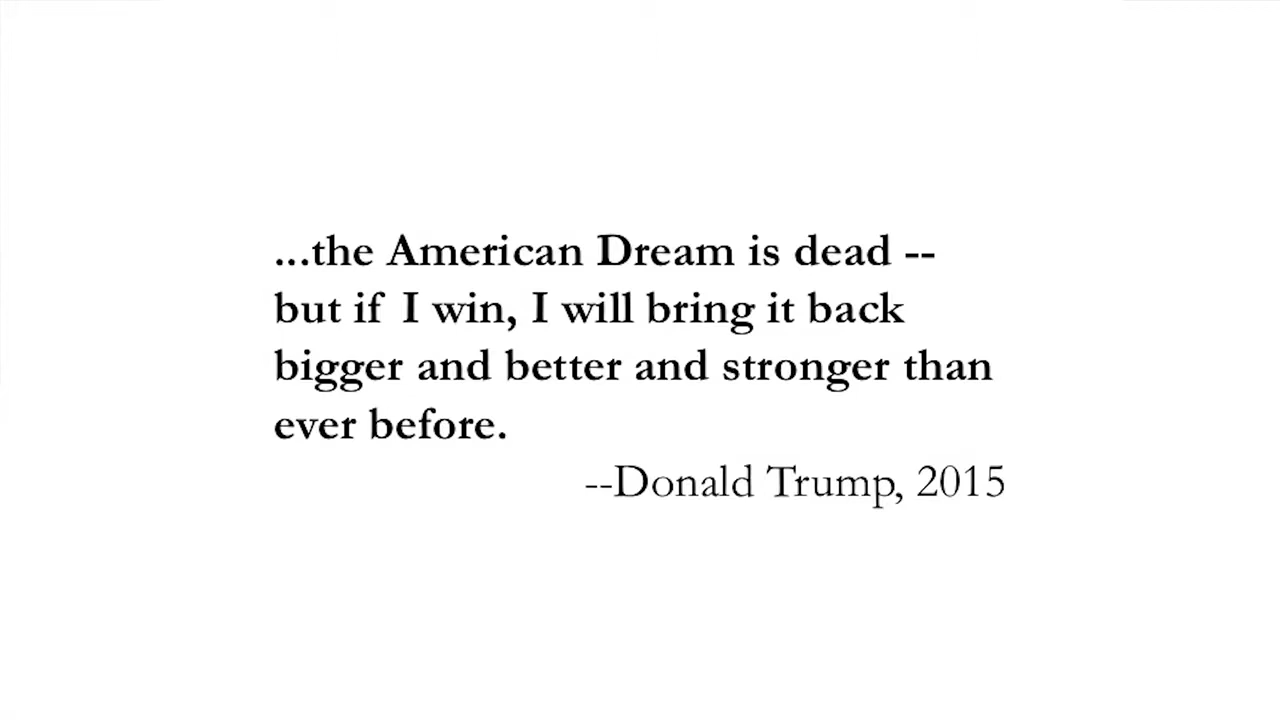 ...the American Dream is dead --
but if I win, I will bring it back
bigger and better and stronger than
ever before.
--Donald Trump, 2015